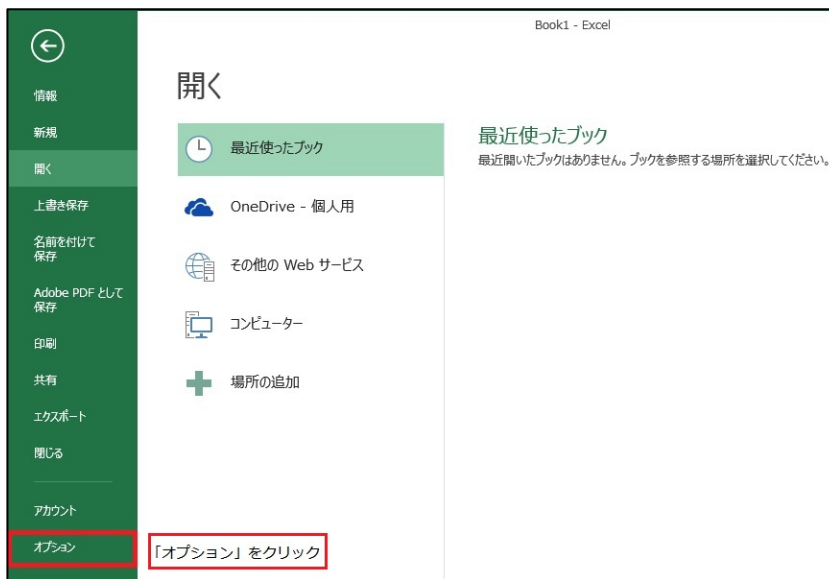 Book1 - Excel
情報
新規
開く
上書き保存
名前を付けて
保存
Adobe PDF として
保存
印刷
共有
エクスポート
閉じる
アカウント
オプション
開く
最近使ったブック
OneDrive - 個人用
その他の Web サービス
コンピューター
場所の追加
最近使ったブック
最近開いたブックはありません。ブックを参照する場所を選択してください。
「オプション」をクリック